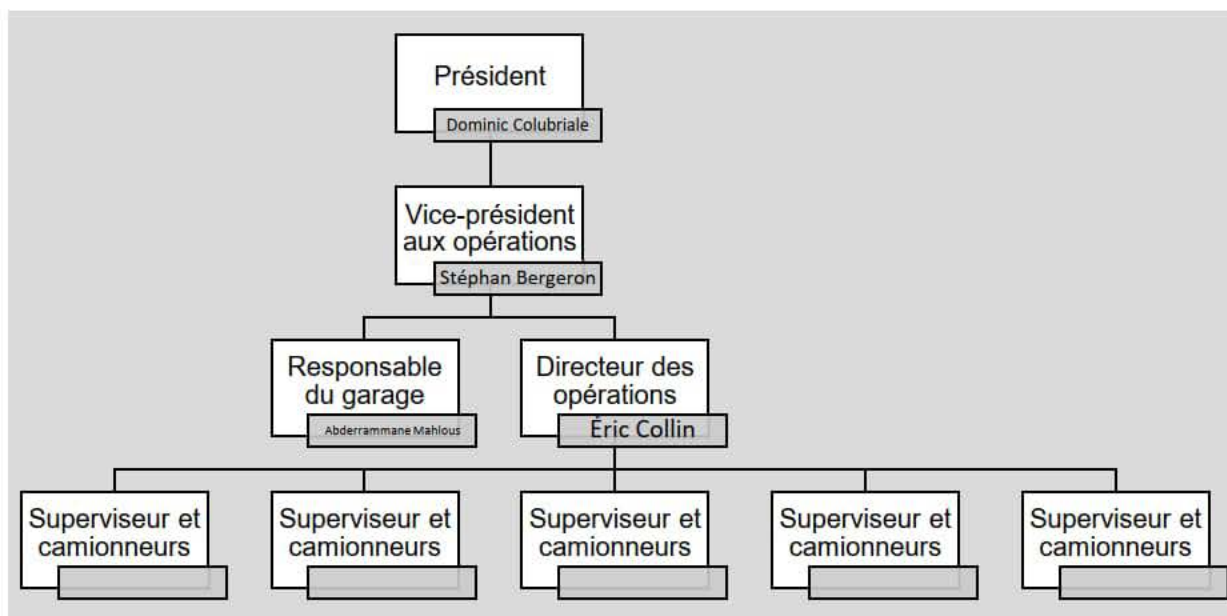 Président
Dominic Colubriale
Vice-président
aux opérations
Stéphan Bergeron
Responsable
du garage
Abderrammane Mahlous
Directeur des
opérations
Éric Collin
Superviseur et
camionneurs
Superviseur et
camionneurs
Superviseur et
camionneurs
Superviseur et
camionneurs
Superviseur et
camionneurs